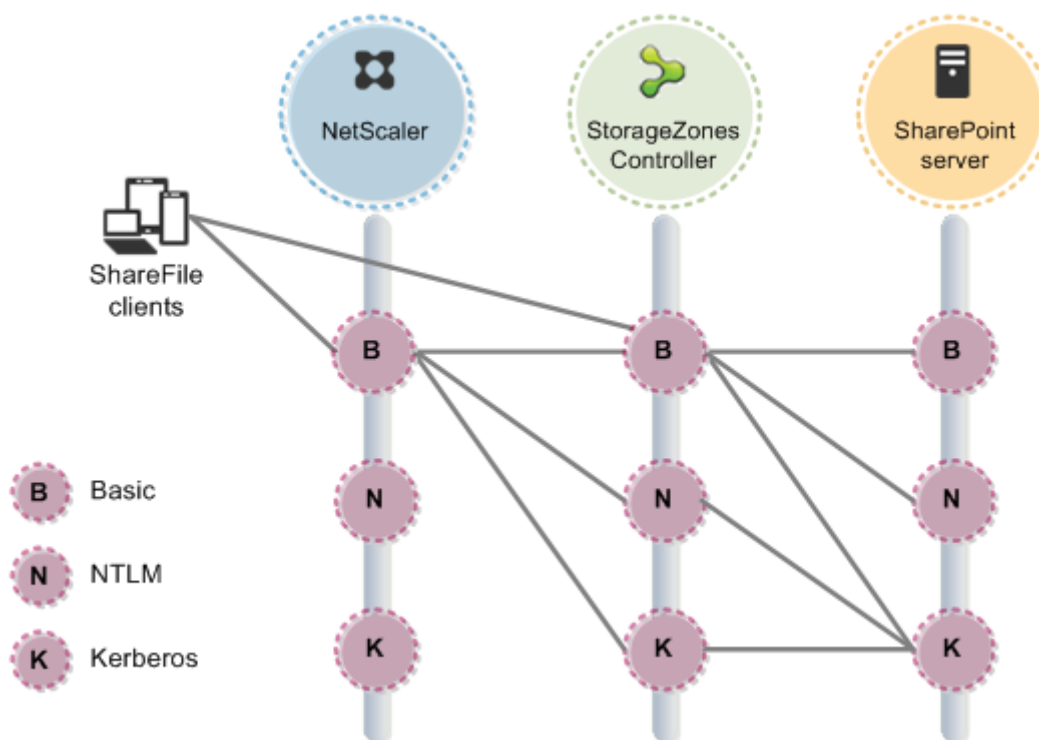 NetScaler
StorageZones
Controller
SharePoint
server
ShareFile
clients
B
B
B
N
N
N
K
K
K
B Basic
N NTLM
K Kerberos